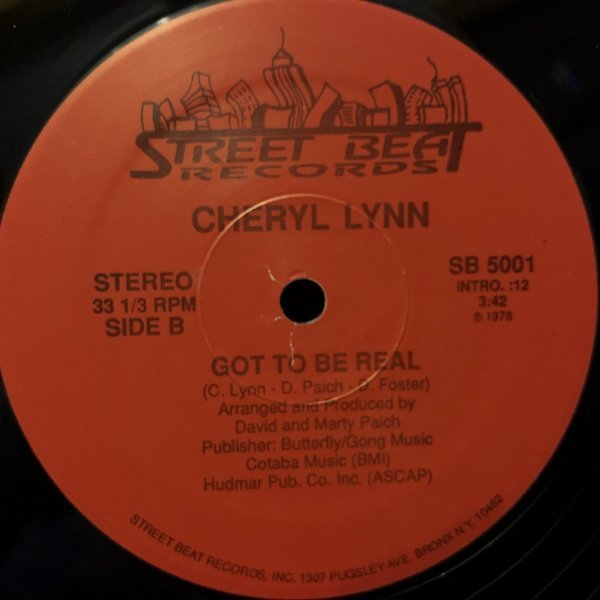 STREET BEAT
RECORDS
CHERYL LYNN
STEREO
33 1/3 RPM
SIDE B
SB 5001
INTRO. :12
3:42
℗ 1978
GOT TO BE REAL
(C. Lynn - D. Paich - D. Foster)
Arranged and Produced by
David and Marty Paich
Publisher: Butterfly/Gong Music
Cotaba Music (BMI)
Hudmar Pub. Co. Inc. (ASCAP)
STREET BEAT RECORDS, INC. 1307 PUGSLEY AVE. BRONX N.Y. 10462